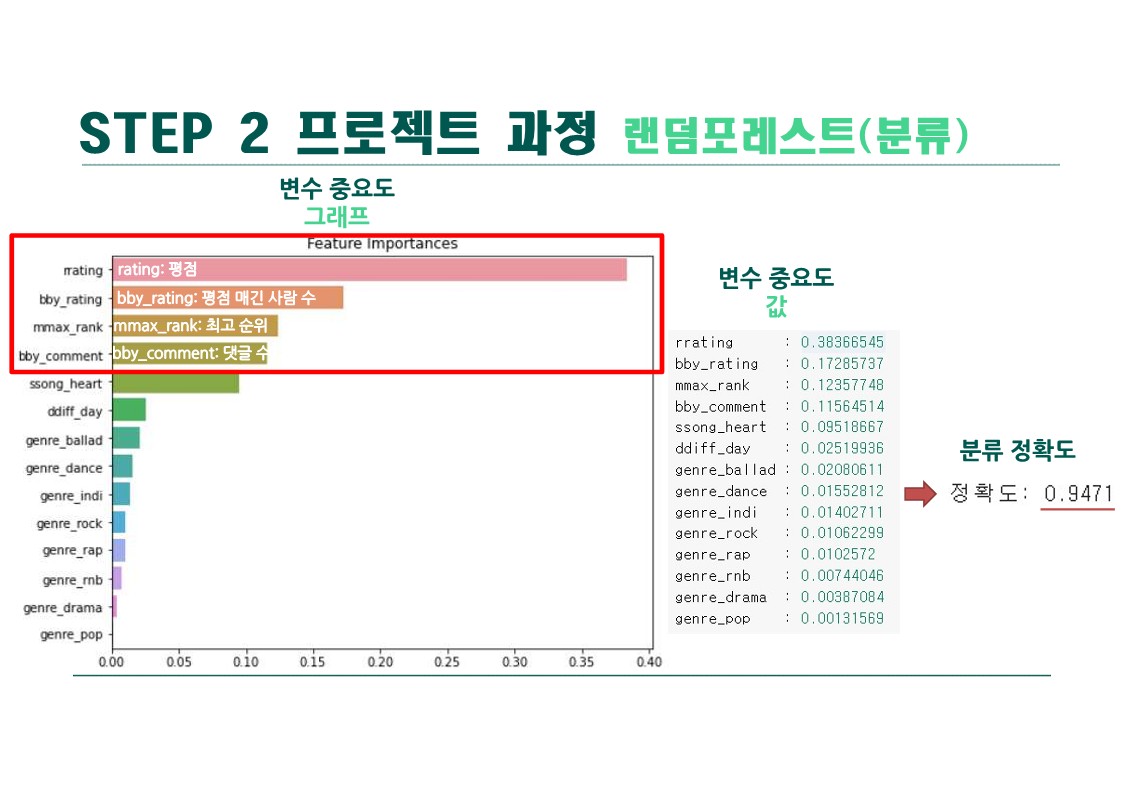 STEP 2 프로젝트 과정 랜덤포레스트(분류)
변수 중요도
그래프
Feature Importances
rrating
rating: 평점
bby_rating
bby_rating: 평점 매긴 사람 수
mmax_rank
mmax_rank: 최고 순위
bby_comment
bby_comment: 댓글 수
ssong_heart
ddiff_day
genre_ballad
genre_dance
genre_indi
genre_rock
genre_rap
genre_rnb
genre_drama
genre_pop
0.00 0.05 0.10 0.15 0.20 0.25 0.30 0.35 0.40
변수 중요도
값
rrating : 0.38366545
bby_rating : 0.17285737
mmax_rank : 0.12357748
bby_comment : 0.11564514
ssong_heart : 0.09518667
ddiff_day : 0.02519936
genre_ballad : 0.02080611
genre_dance : 0.01552812
genre_indi : 0.01402711
genre_rock : 0.01062299
genre_rap : 0.0102572
genre_rnb : 0.00744046
genre_drama : 0.00387084
genre_pop : 0.00131569
분류 정확도
정확도: 0.9471